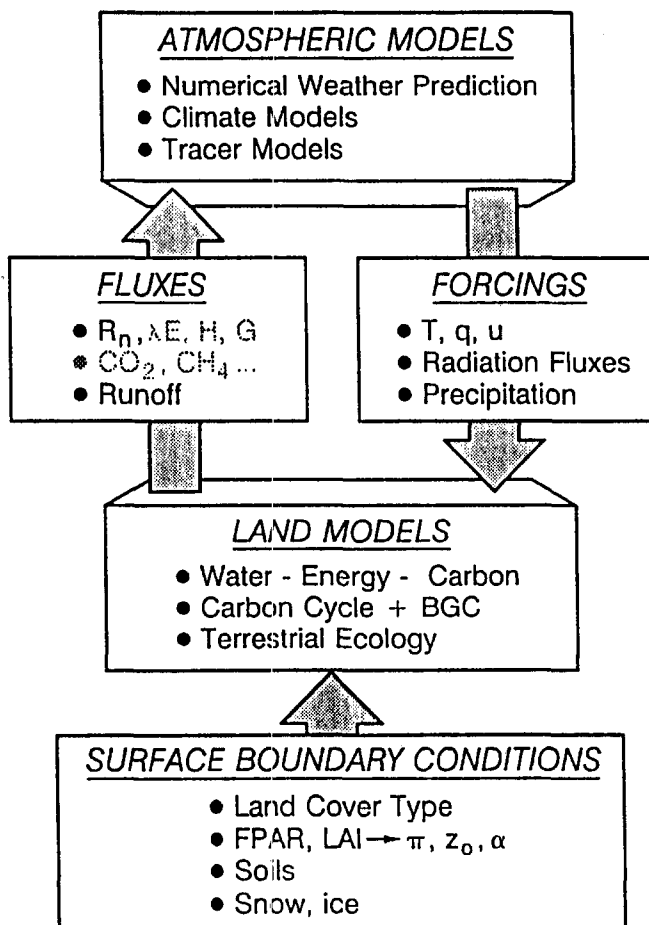 ATMOSPHERIC MODELS
● Numerical Weather Prediction
● Climate Models
● Tracer Models
FLUXES
● Rₙ, λE, H, G
● CO₂, CH₄ ...
● Runoff
FORCINGS
● T, q, u
● Radiation Fluxes
● Precipitation
LAND MODELS
● Water - Energy - Carbon
● Carbon Cycle + BGC
● Terrestrial Ecology
SURFACE BOUNDARY CONDITIONS
● Land Cover Type
● FPAR, LAI → π, z₀, α
● Soils
● Snow, ice